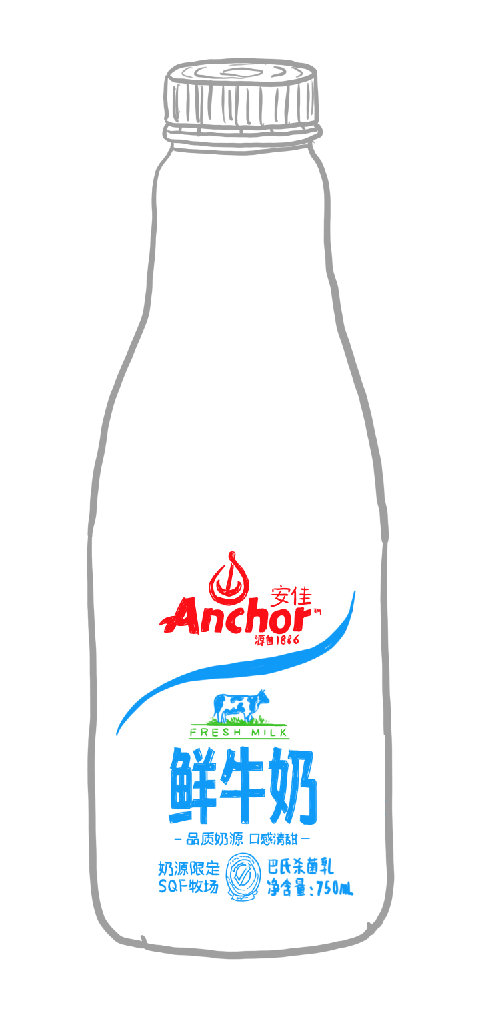 安佳
Anchor™
源自1886
FRESH MILK
鲜牛奶
- 品质奶源 口感清甜 -
奶源限定
SQF牧场
巴氏杀菌乳
净含量:750mL